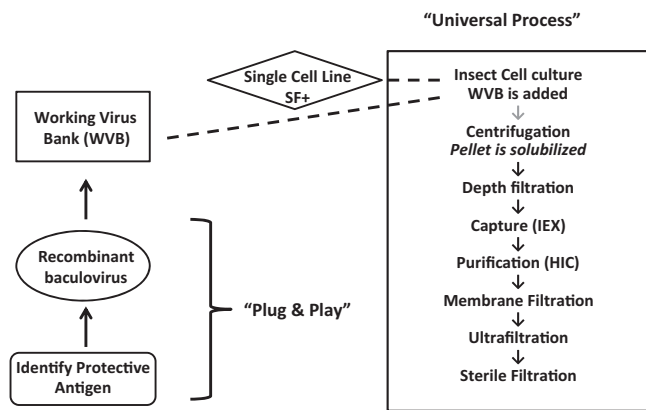 “Universal Process”
Single Cell Line
SF+
Insect Cell culture
WVB is added
Working Virus
Bank (WVB)
Centrifugation
Pellet is solubilized
Depth filtration
Capture (IEX)
Purification (HIC)
Membrane Filtration
Ultrafiltration
Sterile Filtration
Recombinant
baculovirus
“Plug & Play”
Identify Protective
Antigen